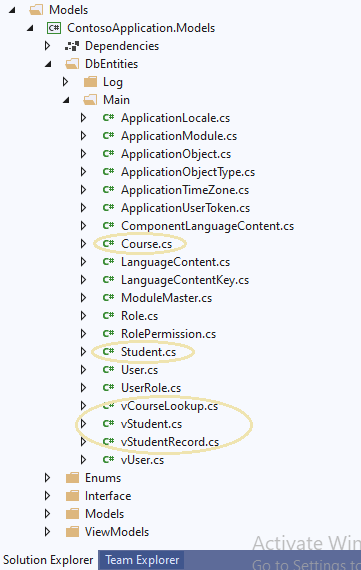 Models
C# ContosoApplication.Models
Dependencies
DbEntities
Log
Main
C# ApplicationLocale.cs
C# ApplicationModule.cs
C# ApplicationObject.cs
C# ApplicationObjectType.cs
C# ApplicationTimeZone.cs
C# ApplicationUserToken.cs
C# ComponentLanguageContent.cs
C# Course.cs
C# LanguageContent.cs
C# LanguageContentKey.cs
C# ModuleMaster.cs
C# Role.cs
C# RolePermission.cs
C# Student.cs
C# User.cs
C# UserRole.cs
C# vCourseLookup.cs
C# vStudent.cs
C# vStudentRecord.cs
C# vUser.cs
Enums
Interface
Models
ViewModels
Activate Win
Go to Settings to
Solution Explorer Team Explorer